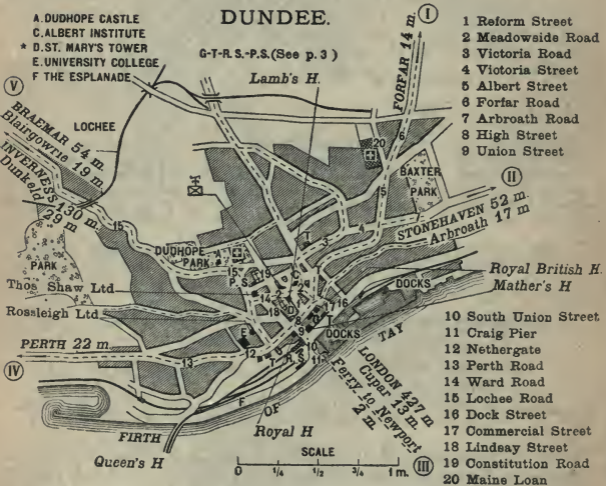 DUNDEE.
A.DUDHOPE CASTLE
C.ALBERT INSTITUTE
* D.ST. MARY'S TOWER
E.UNIVERSITY COLLEGE
F THE ESPLANADE
G-T-R.S.-P.S.(See p. 3)
Lamb's H.
I
FORFAR 14 m.
1 Reform Street
2 Meadowside Road
3 Victoria Road
4 Victoria Street
5 Albert Street
6 Forfar Road
7 Arbroath Road
8 High Street
9 Union Street
V
BRAEMAR 54 m.
Blairgowrie 19 m.
INVERNESS 130 m.
Dunkeld 29 m
LOCHEE
BAXTER
PARK
II
STONEHAVEN 52 m.
Arbroath 17 m
DUDHOPE
PARK
P.S.
PARK
Thos Shaw Ltd
Rossleigh Ltd
PERTH 22 m
IV
DOCKS
DOCKS
Royal British H.
Mather's H
10 South Union Street
11 Craig Pier
12 Nethergate
13 Perth Road
14 Ward Road
15 Lochee Road
16 Dock Street
17 Commercial Street
18 Lindsay Street
19 Constitution Road
20 Maine Loan
LONDON 427 m
Cupar 13 m.
Ferry to Newport
2 m.
III
FIRTH
OF
TAY
Queen's H
Royal H
SCALE
0 1/4 1/2 3/4 1 m.